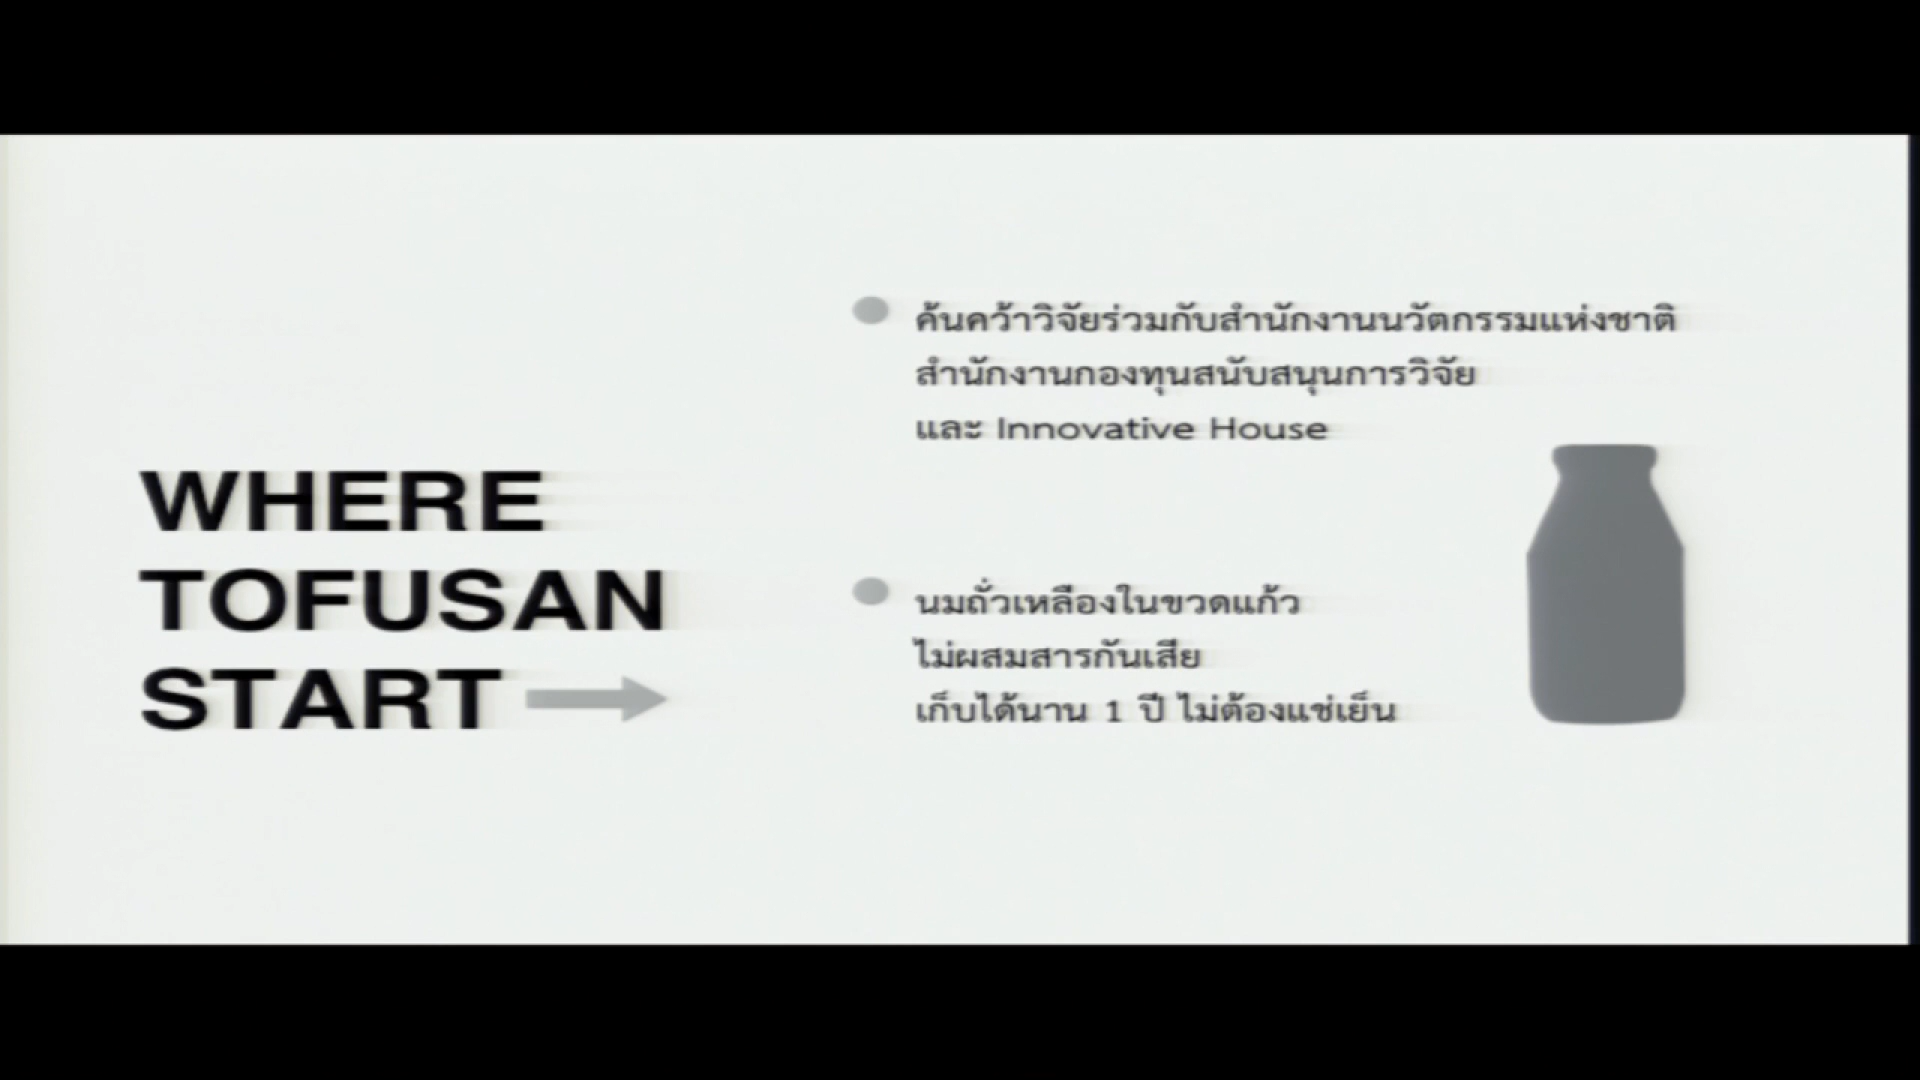 WHERE
TOFUSAN
START
ค้นคว้าวิจัยร่วมกับสำนักงานนวัตกรรมแห่งชาติ
สำนักงานกองทุนสนับสนุนการวิจัย
และ Innovative House
นมถั่วเหลืองในขวดแก้ว
ไม่ผสมสารกันเสีย
เก็บได้นาน 1 ปี ไม่ต้องแช่เย็น